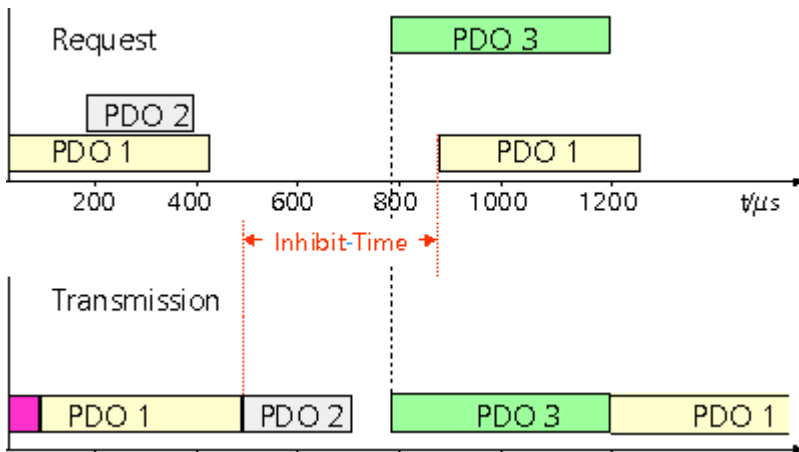 Request
PDO 3
PDO 2
PDO 1
PDO 1
200 400 600 800 1000 1200 t/µs
Inhibit-Time
Transmission
PDO 1 PDO 2 PDO 3 PDO 1